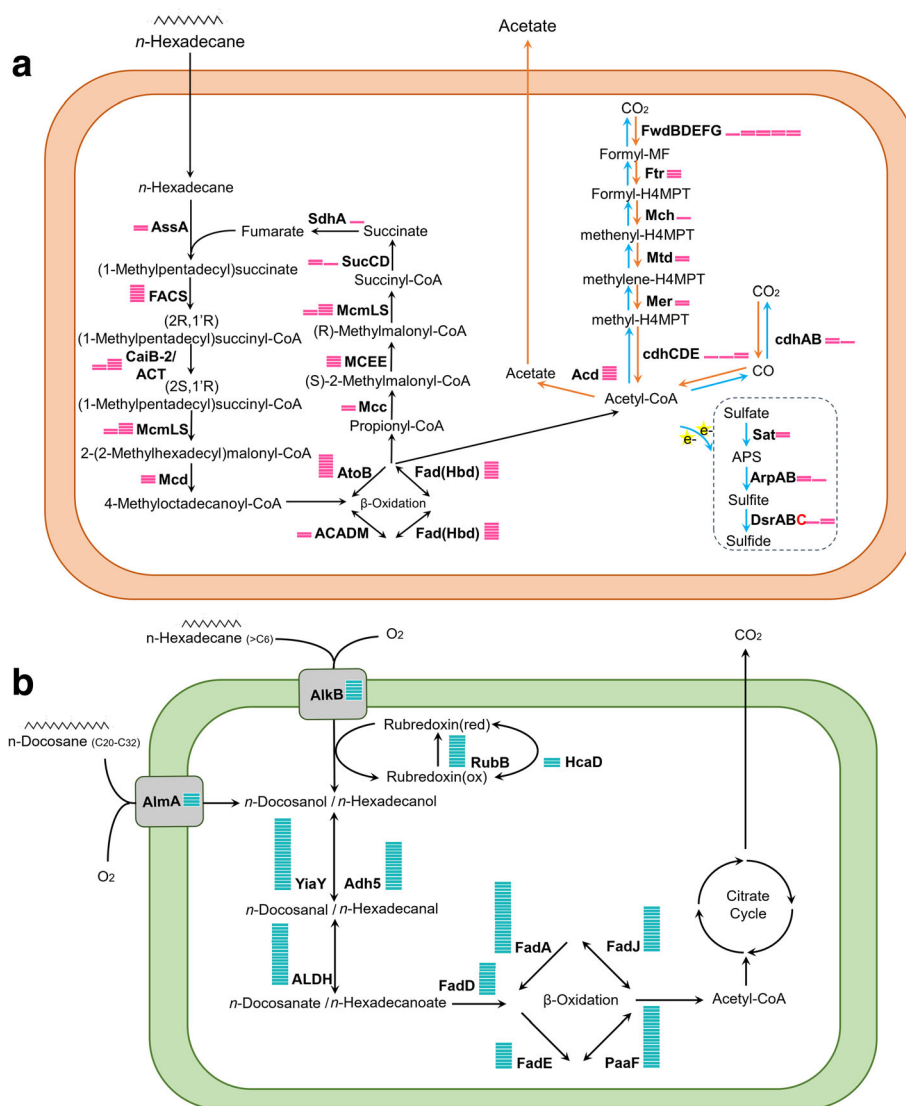 n-Hexadecane
Acetate
a
n-Hexadecane
AssA
Fumarate
SdhA
Succinate
(1-Methylpentadecyl)succinate
SucCD
FACS
Succinyl-CoA
(2R,1'R)
(1-Methylpentadecyl)succinyl-CoA
McmLS
(R)-Methylmalonyl-CoA
CaiB-2/
ACT
MCEE
(2S,1'R)
(1-Methylpentadecyl)succinyl-CoA
(S)-2-Methylmalonyl-CoA
McmLS
Mcc
Propionyl-CoA
2-(2-Methylhexadecyl)malonyl-CoA
Mcd
4-Methyloctadecanoyl-CoA
AtoB
Fad(Hbd)
β-Oxidation
ACADM
Fad(Hbd)
CO2
FwdBDEFG
Formyl-MF
Ftr
Formyl-H4MPT
Mch
methenyl-H4MPT
Mtd
methylene-H4MPT
Mer
methyl-H4MPT
CO2
cdhCDE
cdhAB
CO
Acetate
Acd
Acetyl-CoA
e-
e-
Sulfate
Sat
APS
ArpAB
Sulfite
DsrABC
Sulfide
b
n-Hexadecane (>C6)
O2
AlkB
CO2
n-Docosane (C20-C32)
AlmA
O2
Rubredoxin(red)
RubB
HcaD
Rubredoxin(ox)
n-Docosanol / n-Hexadecanol
YiaY
Adh5
n-Docosanal / n-Hexadecanal
ALDH
n-Docosanate / n-Hexadecanoate
FadD
FadA
FadJ
β-Oxidation
FadE
PaaF
Acetyl-CoA
Citrate
Cycle